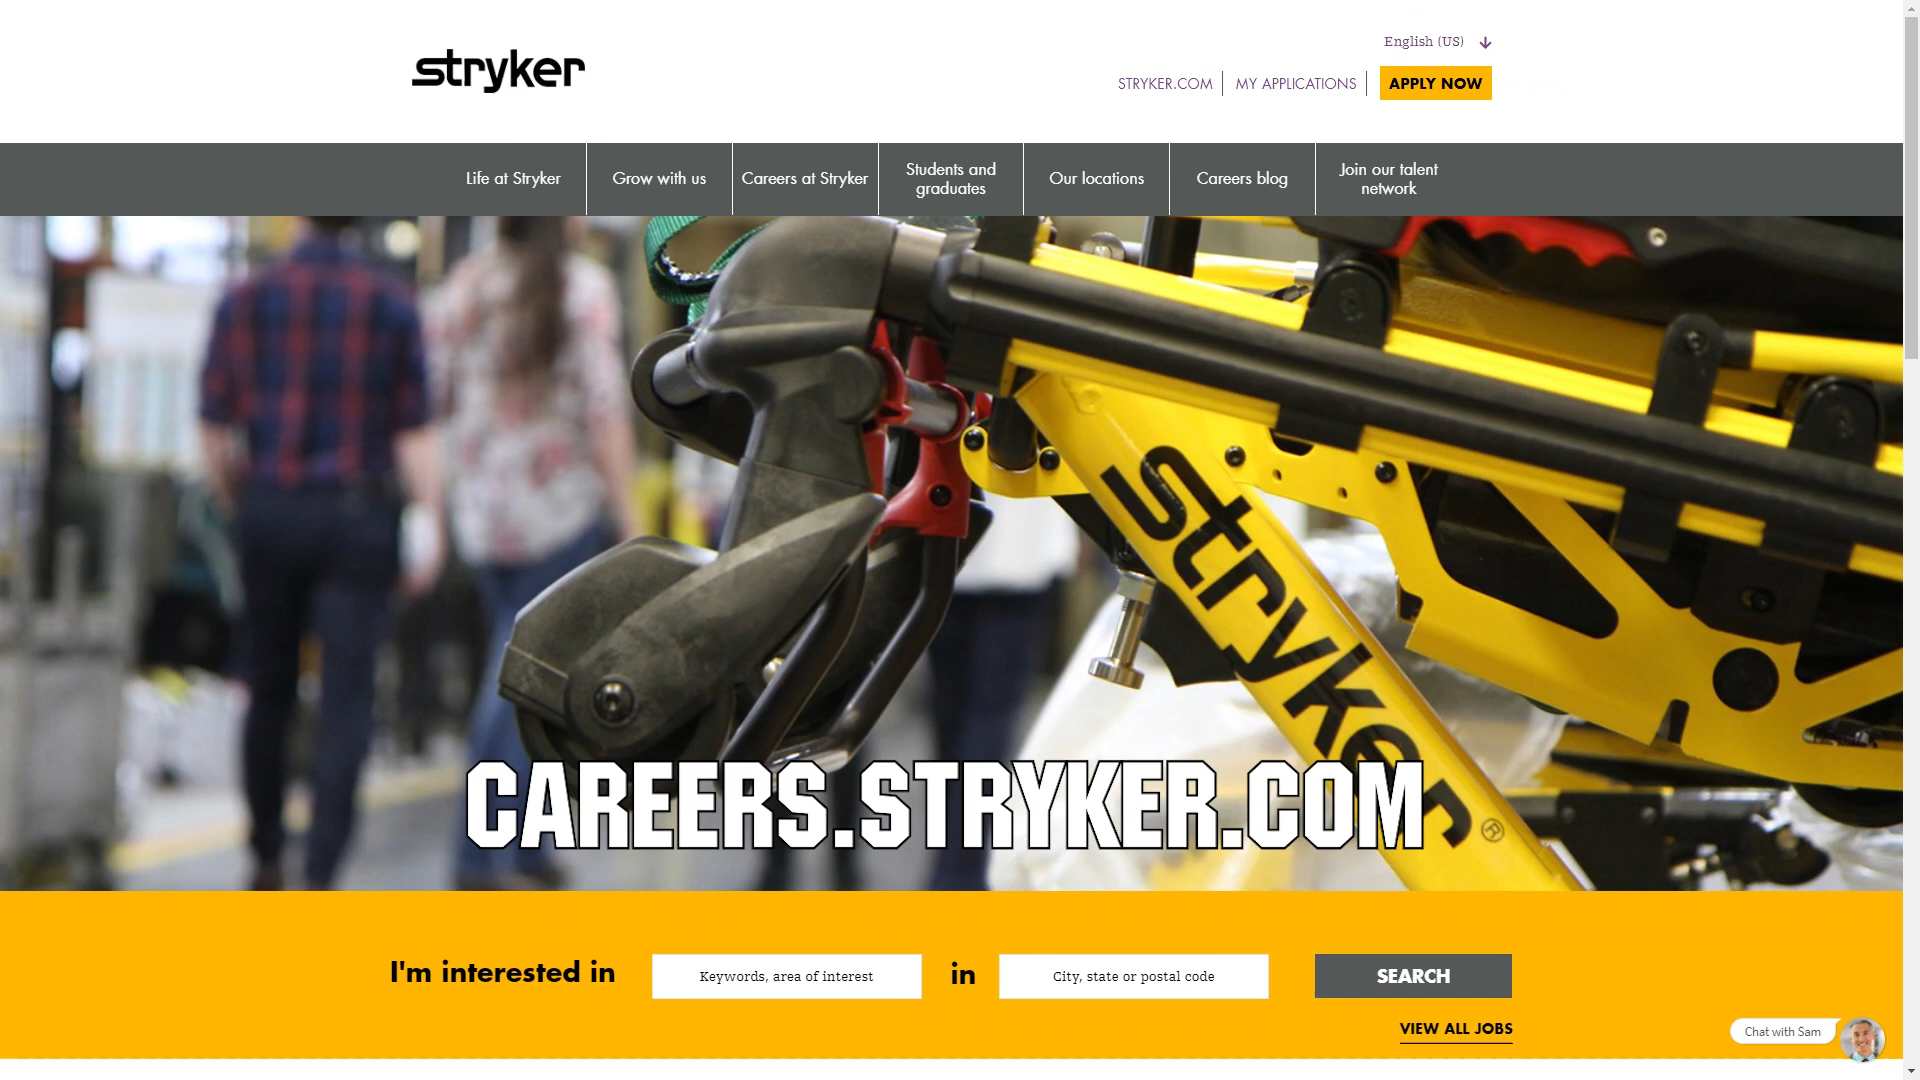 stryker
English (US)
STRYKER.COM
MY APPLICATIONS
APPLY NOW
Life at Stryker
Grow with us
Careers at Stryker
Students and
graduates
Our locations
Careers blog
Join our talent
network
stryker®
CAREERS.STRYKER.COM
I'm interested in
Keywords, area of interest
in
City, state or postal code
SEARCH
VIEW ALL JOBS
Chat with Sam